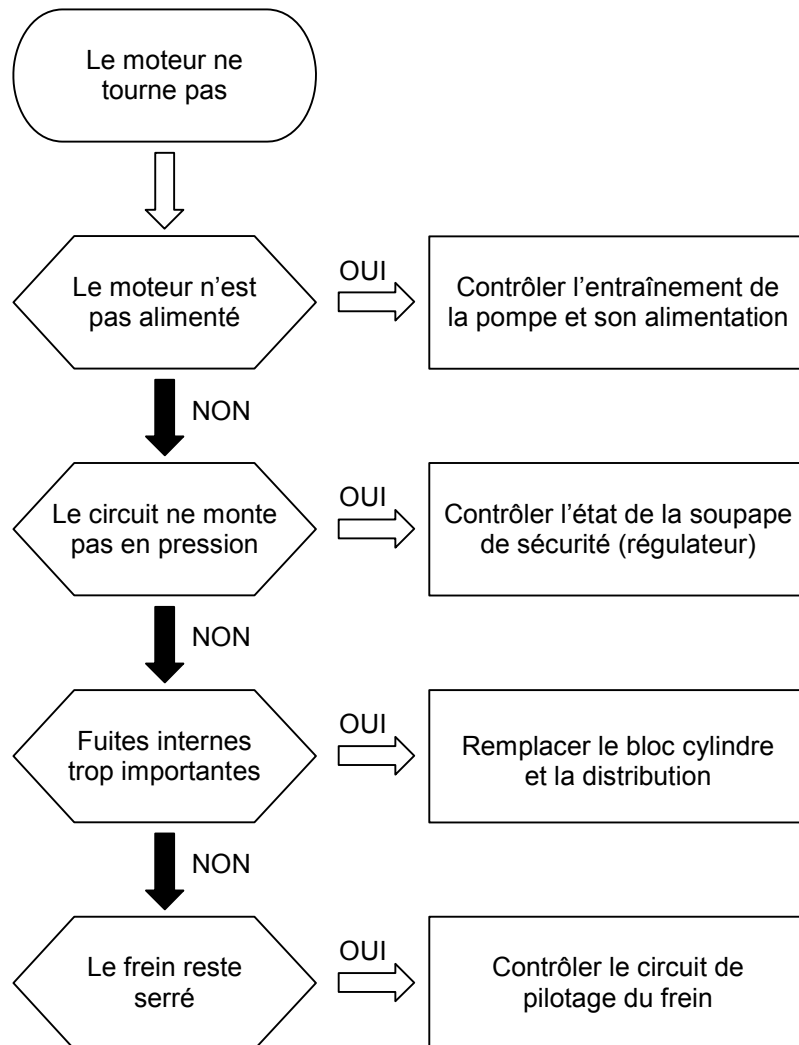 Le moteur ne
tourne pas
Le moteur n’est
pas alimenté
OUI
Contrôler l’entraînement de
la pompe et son alimentation
NON
Le circuit ne monte
pas en pression
OUI
Contrôler l’état de la soupape
de sécurité (régulateur)
NON
Fuites internes
trop importantes
OUI
Remplacer le bloc cylindre
et la distribution
NON
Le frein reste
serré
OUI
Contrôler le circuit de
pilotage du frein